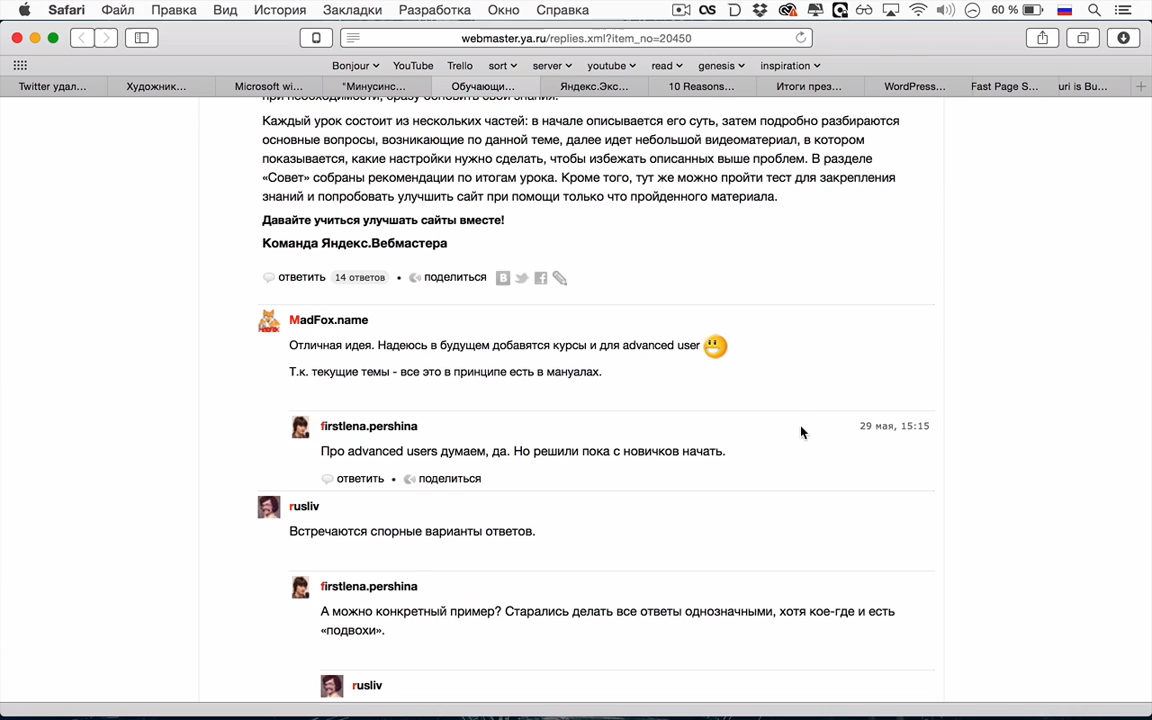 Safari Файл Правка Вид История Закладки Разработка Окно Справка 60 %
webmaster.ya.ru/replies.xml?item_no=20450
Bonjour YouTube Trello sort server youtube read genesis inspiration
Twitter удал... Художник... Microsoft wi... "Минусинс... Обучающи... Яндекс.Экс... 10 Reasons... Итоги през... WordPress... Fast Page S... uri is Bu...
при необходимости, сразу обновить свои знания.
Каждый урок состоит из нескольких частей: в начале описывается его суть, затем подробно разбираются
основные вопросы, возникающие по данной теме, далее идет небольшой видеоматериал, в котором
показывается, какие настройки нужно сделать, чтобы избежать описанных выше проблем. В разделе
«Совет» собраны рекомендации по итогам урока. Кроме того, тут же можно пройти тест для закрепления
знаний и попробовать улучшить сайт при помощи только что пройденного материала.
Давайте учиться улучшать сайты вместе!
Команда Яндекс.Вебмастера
ответить 14 ответов • поделиться
MadFox.name
Отличная идея. Надеюсь в будущем добавятся курсы и для advanced user
Т.к. текущие темы - все это в принципе есть в мануалах.
firstlena.pershina 29 мая, 15:15
Про advanced users думаем, да. Но решили пока с новичков начать.
ответить • поделиться
rusliv
Встречаются спорные варианты ответов.
firstlena.pershina
А можно конкретный пример? Старались делать все ответы однозначными, хотя кое-где и есть
«подвохи».
rusliv